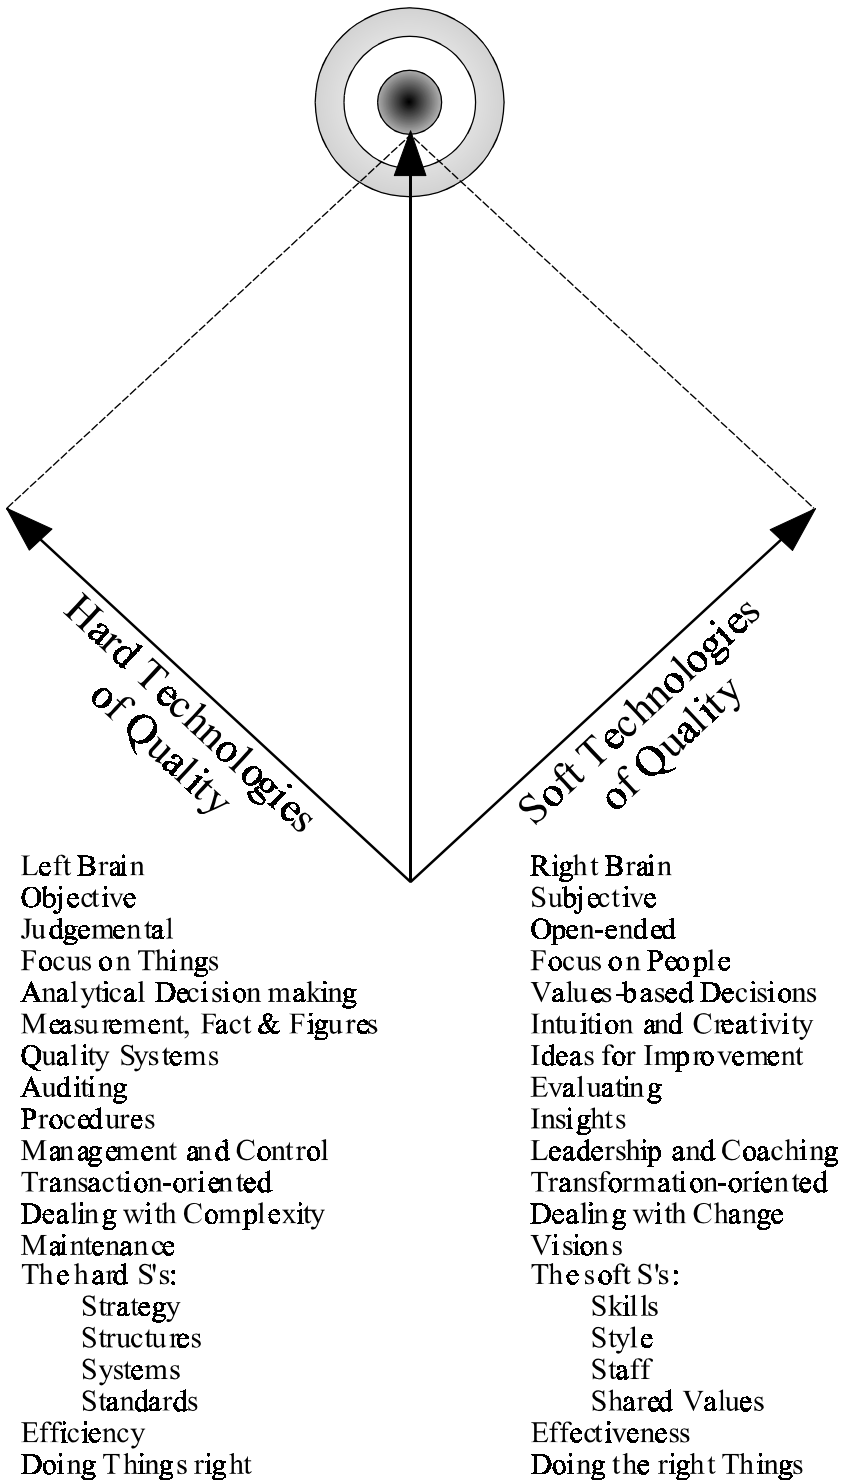 Hard Technologies
of Quality
Soft Technologies
of Quality
Left Brain
Objective
Judgemental
Focus on Things
Analytical Decision making
Measurement, Fact & Figures
Quality Systems
Auditing
Procedures
Management and Control
Transaction-oriented
Dealing with Complexity
Maintenance
The hard S's:
Strategy
Structures
Systems
Standards
Efficiency
Doing Things right
Right Brain
Subjective
Open-ended
Focus on People
Values-based Decisions
Intuition and Creativity
Ideas for Improvement
Evaluating
Insights
Leadership and Coaching
Transformation-oriented
Dealing with Change
Visions
The soft S's:
Skills
Style
Staff
Shared Values
Effectiveness
Doing the right Things